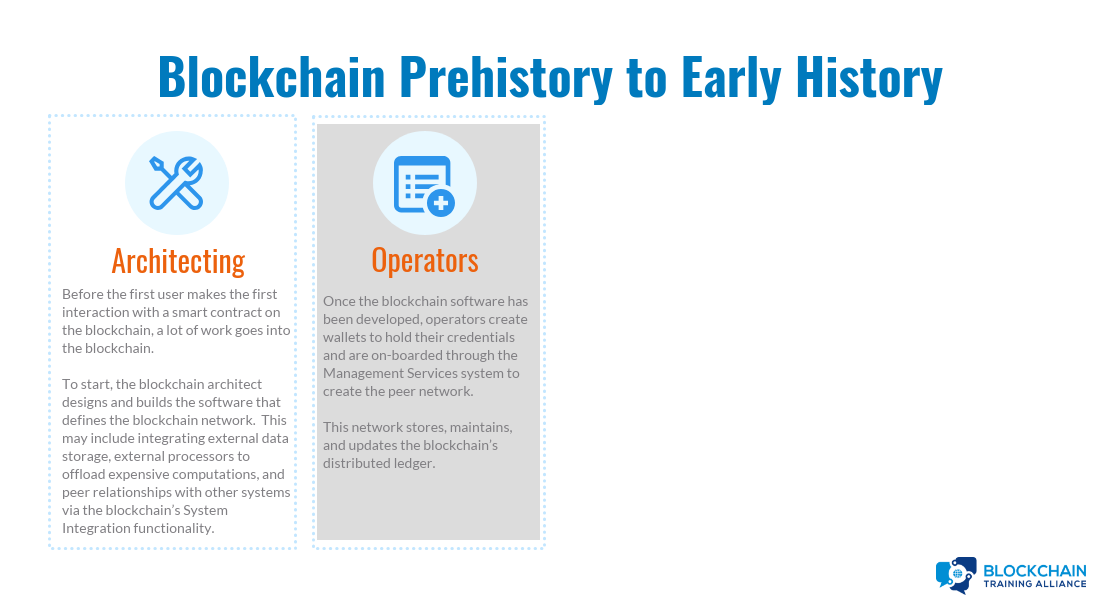 Blockchain Prehistory to Early History
Architecting
Before the first user makes the first
interaction with a smart contract on
the blockchain, a lot of work goes into
the blockchain.
To start, the blockchain architect
designs and builds the software that
defines the blockchain network.  This
may include integrating external data
storage, external processors to
offload expensive computations, and
peer relationships with other systems
via the blockchain’s System
Integration functionality.
Operators
Once the blockchain software has
been developed, operators create
wallets to hold their credentials
and are on-boarded through the
Management Services system to
create the peer network.
This network stores, maintains,
and updates the blockchain’s
distributed ledger.
BLOCKCHAIN
TRAINING ALLIANCE